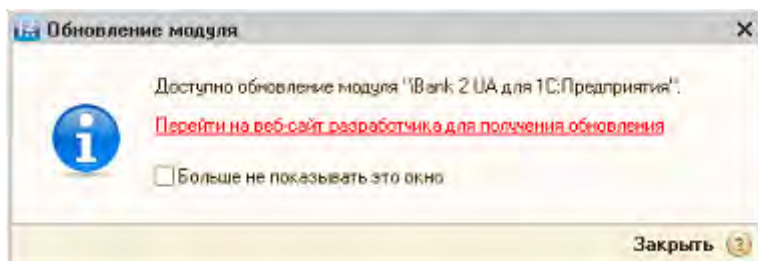 Обновление модуля
Доступно обновление модуля "iBank 2 UA для 1С:Предприятия".
Перейти на веб-сайт разработчика для получения обновления
Больше не показывать это окно
Закрыть ?